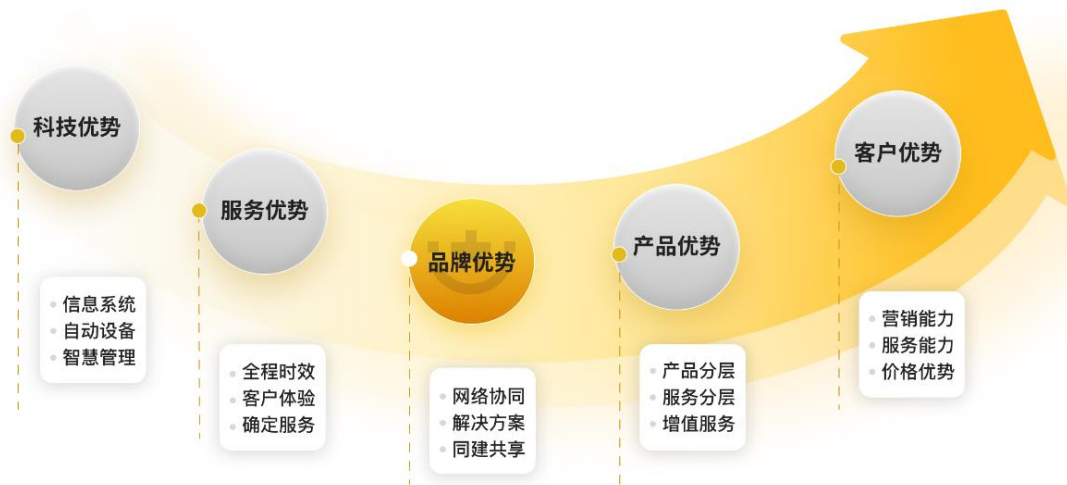 科技优势
信息系统
自动设备
智慧管理
服务优势
全程时效
客户体验
确定服务
品牌优势
网络协同
解决方案
同建共享
产品优势
产品分层
服务分层
增值服务
客户优势
营销能力
服务能力
价格优势